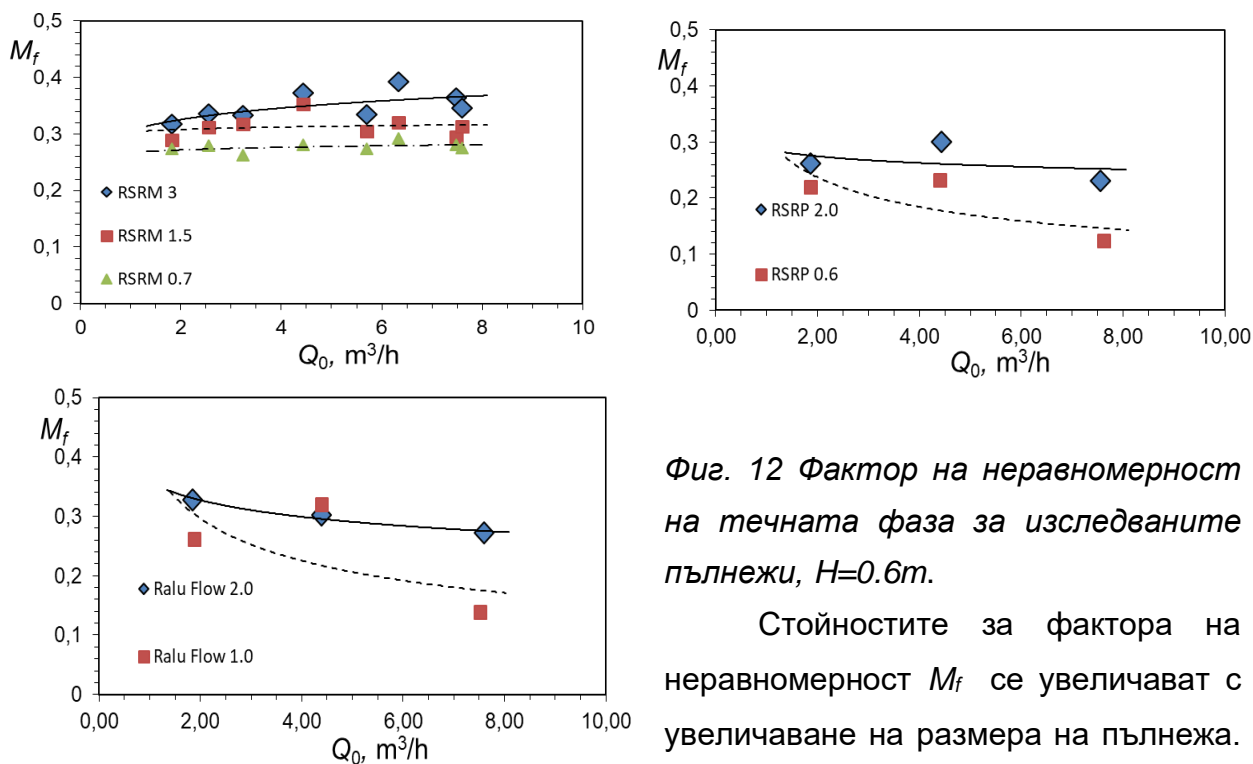 0,5
M_f
0,4
0,3
0,2
0,1
0
RSRM 3
RSRM 1.5
RSRM 0.7
0 2 4 6 8 10
Q₀, m³/h
0,5
M_f
0,4
0,3
0,2
0,1
0
RSRP 2.0
RSRP 0.6
0,00 2,00 4,00 6,00 8,00 10,00
Q₀, m³/h
0,5
M_f
0,4
0,3
0,2
0,1
0
Ralu Flow 2.0
Ralu Flow 1.0
0,00 2,00 4,00 6,00 8,00 10,00
Q₀, m³/h
Фиг. 12 Фактор на неравномерност
на течната фаза за изследваните
пълнежи, H=0.6m.
Стойностите за фактора на
неравномерност M_f се увеличават с
увеличаване на размера на пълнежа.